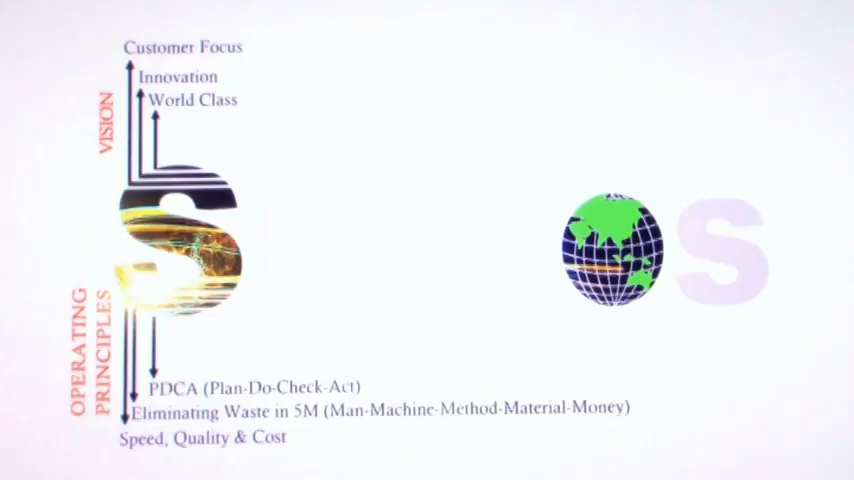 Customer Focus
Innovation
World Class
VISION
S
S
OPERATING
PRINCIPLES
PDCA (Plan-Do-Check-Act)
Eliminating Waste in 5M (Man-Machine-Method-Material-Money)
Speed, Quality & Cost